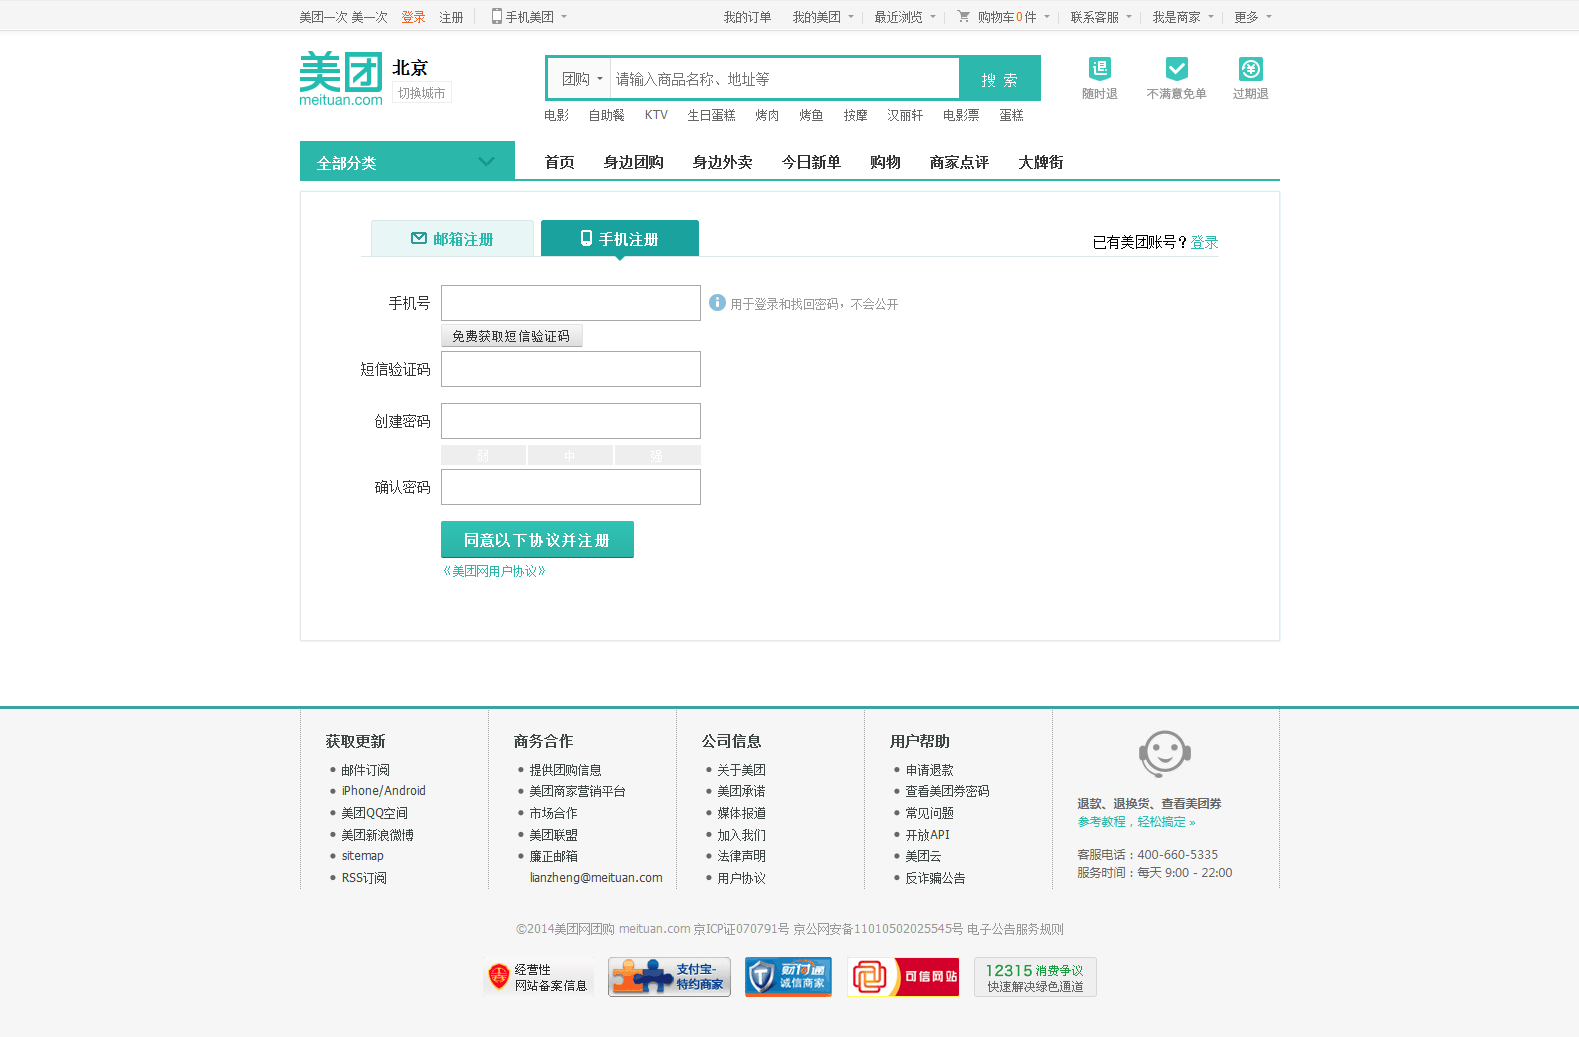 美团一次 美一次 登录 注册 手机美团 我的订单 我的美团 最近浏览 购物车0件 联系客服 我是商家 更多
美团
meituan.com
北京
切换城市
团购 请输入商品名称、地址等 搜 索
电影 自助餐 KTV 生日蛋糕 烤肉 烤鱼 按摩 汉丽轩 电影票 蛋糕
退
随时退 不满意免单 过期退
全部分类 首页 身边团购 身边外卖 今日新单 购物 商家点评 大牌街
邮箱注册 手机注册 已有美团账号？登录
手机号 用于登录和找回密码，不会公开
免费获取短信验证码
短信验证码
创建密码
弱 中 强
确认密码
同意以下协议并注册
《美团网用户协议》
获取更新
邮件订阅
iPhone/Android
美团QQ空间
美团新浪微博
sitemap
RSS订阅
商务合作
提供团购信息
美团商家营销平台
市场合作
美团联盟
廉正邮箱
lianzheng@meituan.com
公司信息
关于美团
美团承诺
媒体报道
加入我们
法律声明
用户协议
用户帮助
申请退款
查看美团券密码
常见问题
开放API
美团云
反诈骗公告
退款、退换货、查看美团券
参考教程，轻松搞定 »
客服电话：400-660-5335
服务时间：每天 9:00 - 22:00
©2014美团网团购 meituan.com 京ICP证070791号 京公网安备11010502025545号 电子公告服务规则
经营性
网站备案信息
支付宝-
特约商家
财付通
诚信商家
可信网站
12315 消费争议
快速解决绿色通道